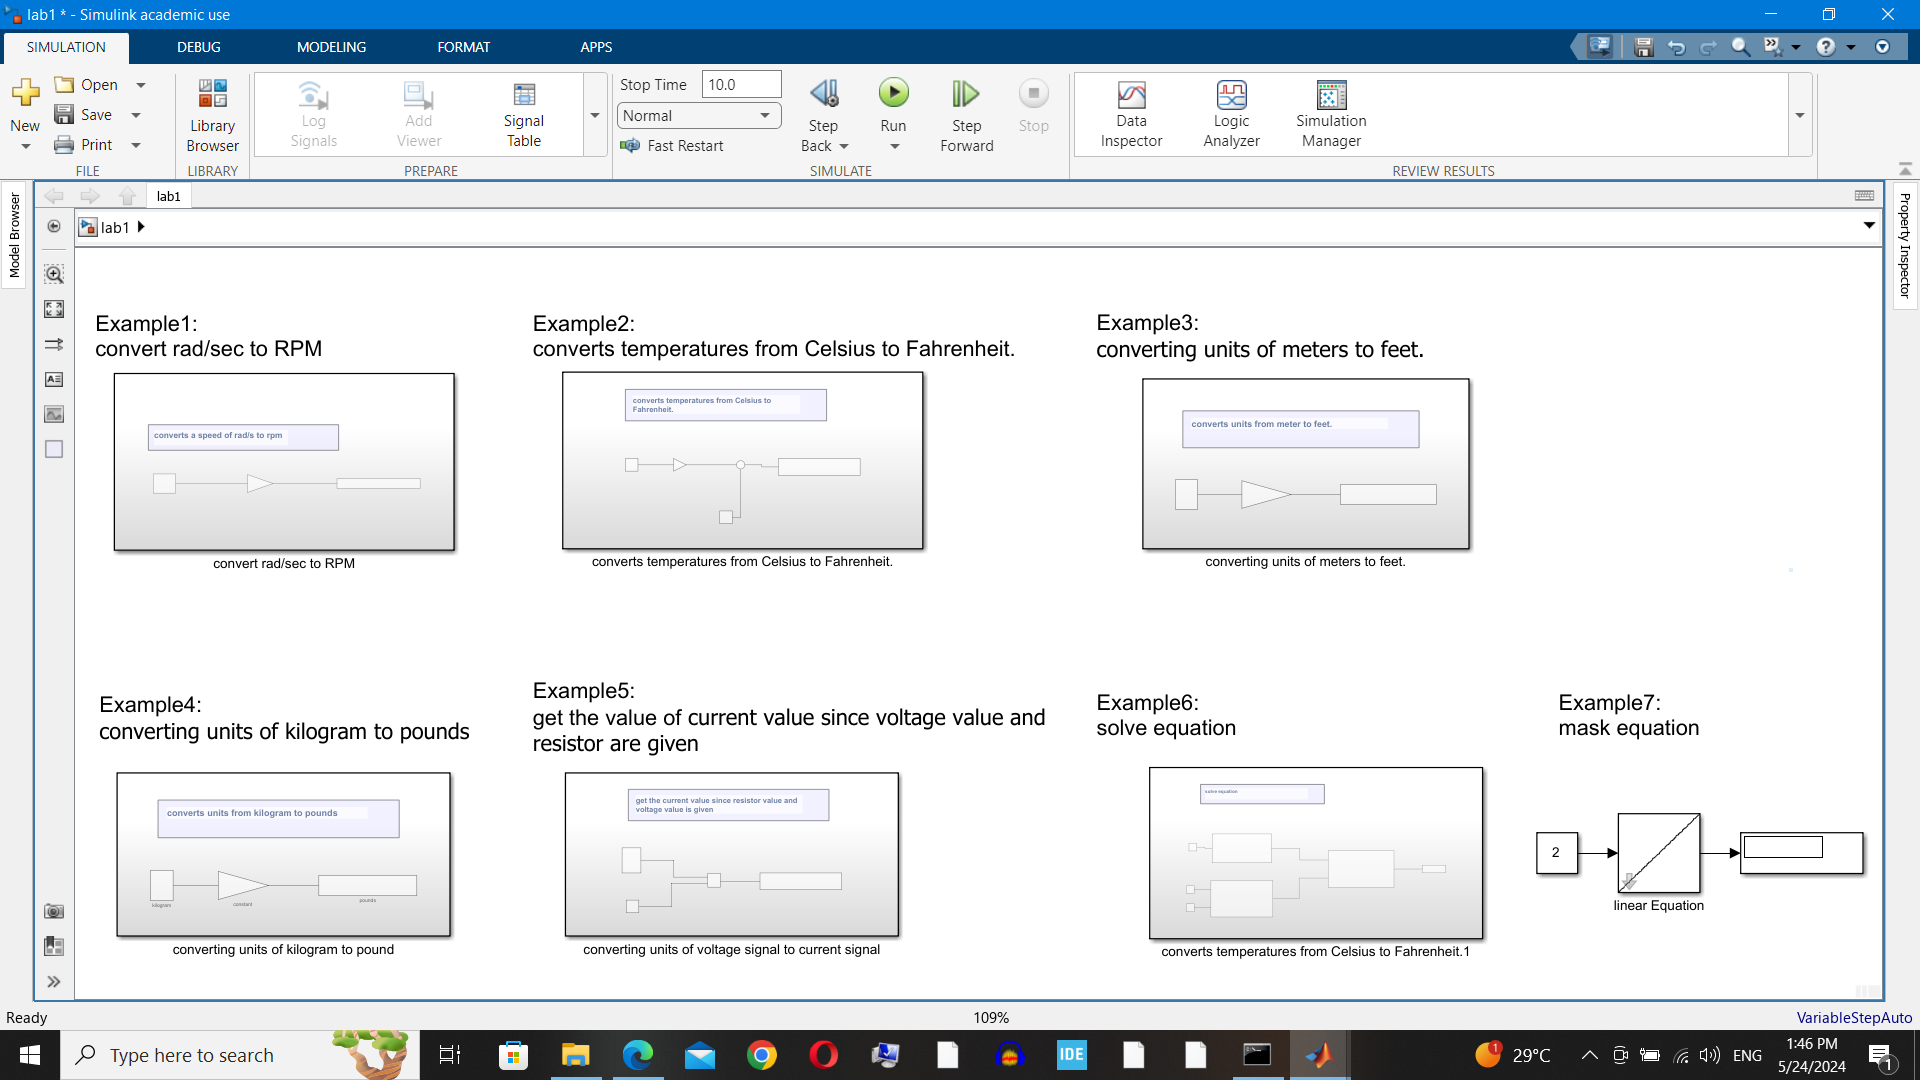 lab1 * - Simulink academic use
SIMULATION
DEBUG
MODELING
FORMAT
APPS
New
Open
Save
Print
FILE
Library
Browser
LIBRARY
Log
Signals
Add
Viewer
Signal
Table
PREPARE
Stop Time
10.0
Normal
Fast Restart
Step
Back
Run
Step
Forward
Stop
SIMULATE
Data
Inspector
Logic
Analyzer
Simulation
Manager
REVIEW RESULTS
Model Browser
Property Inspector
lab1
lab1
Example1:
convert rad/sec to RPM
converts a speed of rad/s to rpm
convert rad/sec to RPM
Example2:
converts temperatures from Celsius to Fahrenheit.
converts temperatures from Celsius to
Fahrenheit.
converts temperatures from Celsius to Fahrenheit.
Example3:
converting units of meters to feet.
converts units from meter to feet.
converting units of meters to feet.
Example4:
converting units of kilogram to pounds
converts units from kilogram to pounds
kilogram
constant
pounds
converting units of kilogram to pound
Example5:
get the value of current value since voltage value and
resistor are given
get the current value since resistor value and
voltage value is given
converting units of voltage signal to current signal
Example6:
solve equation
solve equation
converts temperatures from Celsius to Fahrenheit.1
Example7:
mask equation
2
linear Equation
Ready
109%
VariableStepAuto
Type here to search
IDE
1
29°C
ENG
1:46 PM
5/24/2024
1